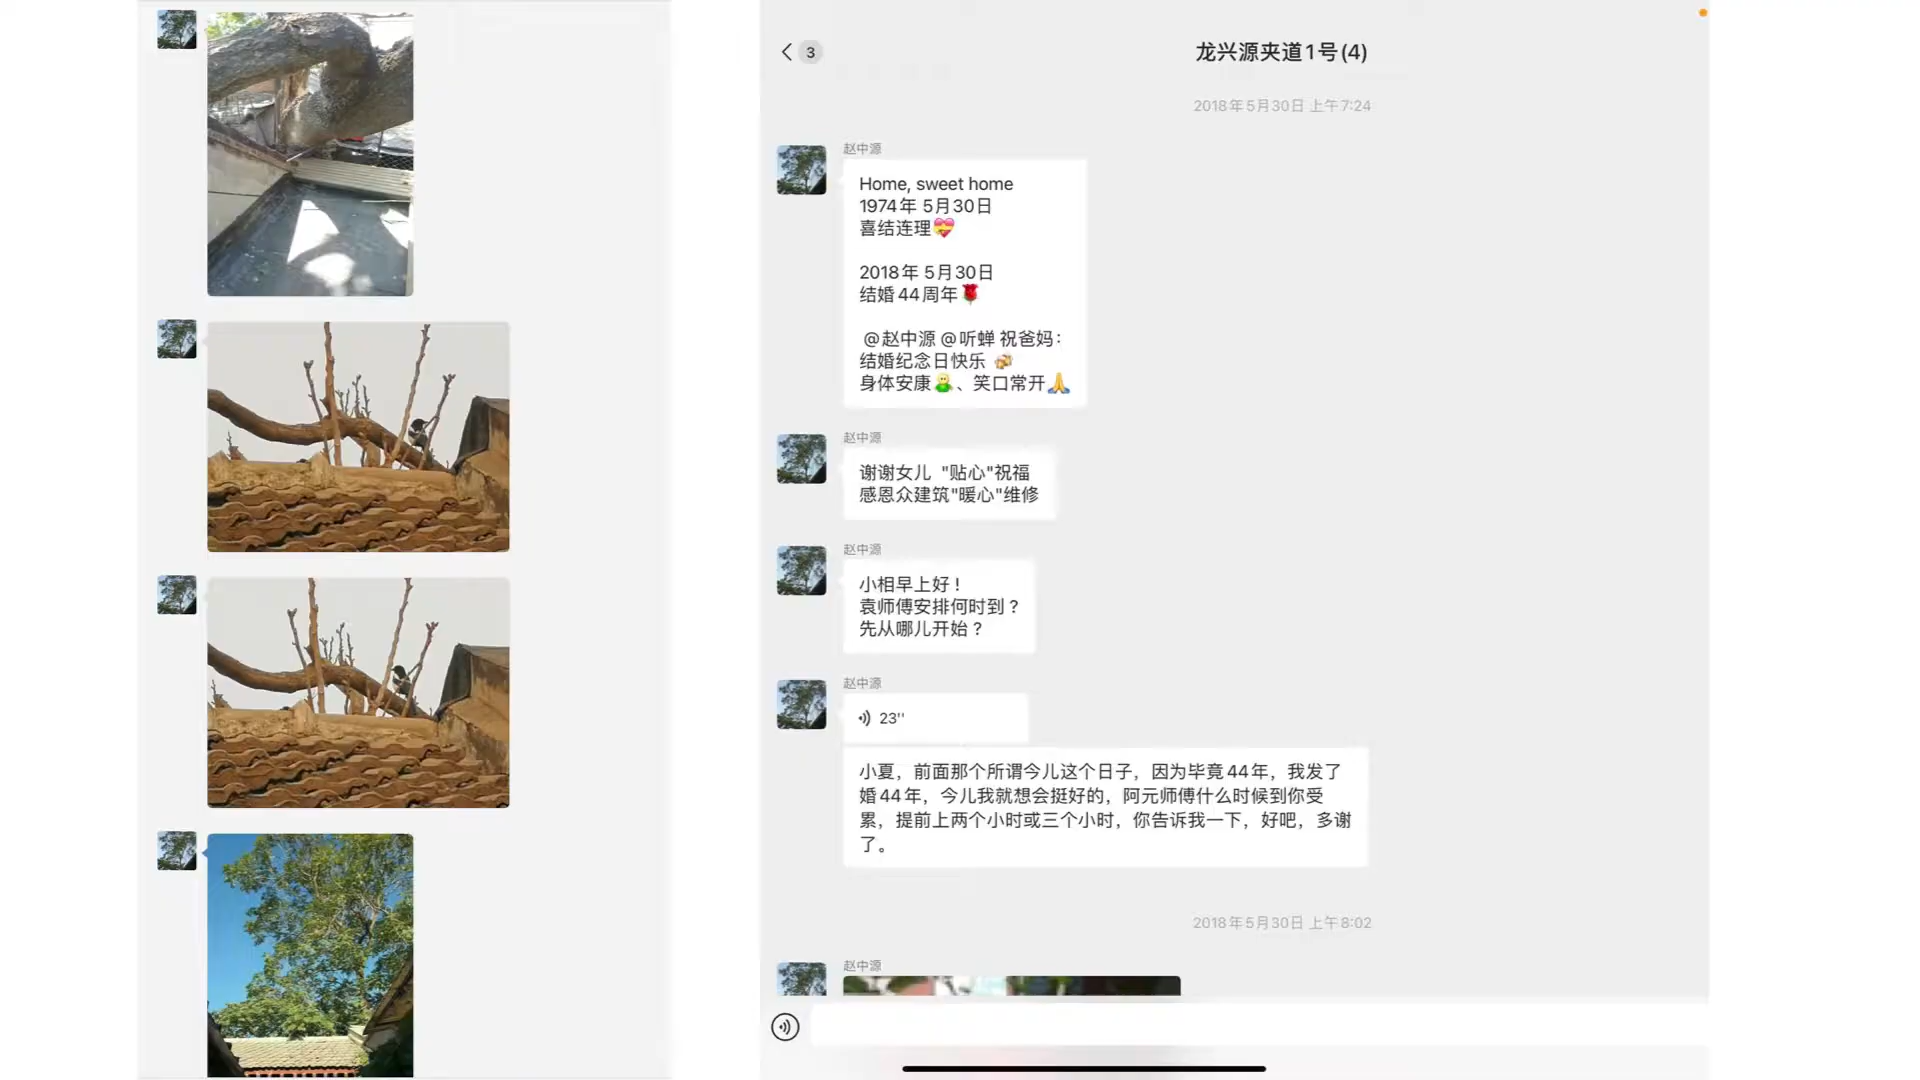 3
龙兴源夹道1号(4)
2018年5月30日 上午7:24
赵中源
Home, sweet home
1974年 5月30日
喜结连理💝
2018年 5月30日
结婚44周年🌹
@赵中源 @听蝉 祝爸妈：
结婚纪念日快乐 🍻
身体安康、笑口常开🙏
赵中源
谢谢女儿 "贴心"祝福
感恩众建筑"暖心"维修
赵中源
小相早上好！
袁师傅安排何时到？
先从哪儿开始？
赵中源
23''
小夏，前面那个所谓今儿这个日子，因为毕竟44年，我发了
婚44年，今儿我就想会挺好的，阿元师傅什么时候到你受
累，提前上两个小时或三个小时，你告诉我一下，好吧，多谢
了。
2018年5月30日 上午8:02
赵中源